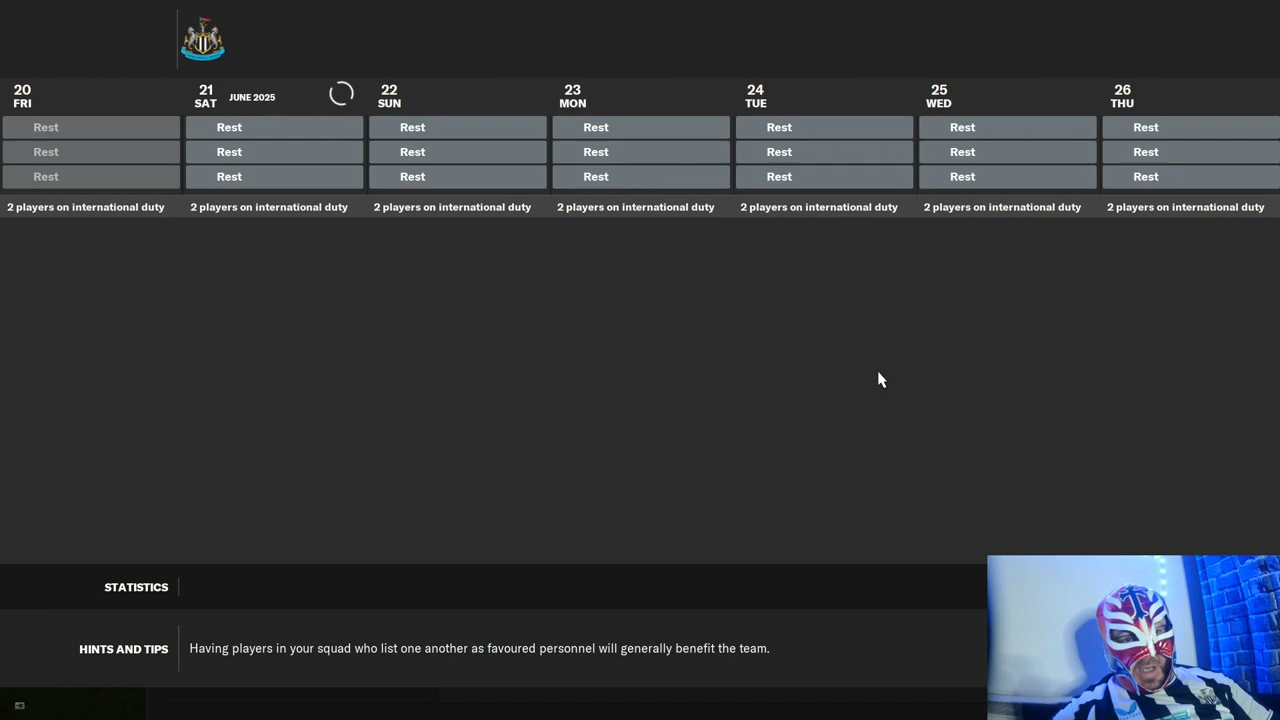 20
FRI
21
SAT JUNE 2025
22
SUN
23
MON
24
TUE
25
WED
26
THU
Rest Rest Rest Rest Rest Rest Rest
Rest Rest Rest Rest Rest Rest Rest
Rest Rest Rest Rest Rest Rest Rest
2 players on international duty 2 players on international duty 2 players on international duty 2 players on international duty 2 players on international duty 2 players on international duty 2 players on international duty
STATISTICS
HINTS AND TIPS Having players in your squad who list one another as favoured personnel will generally benefit the team.